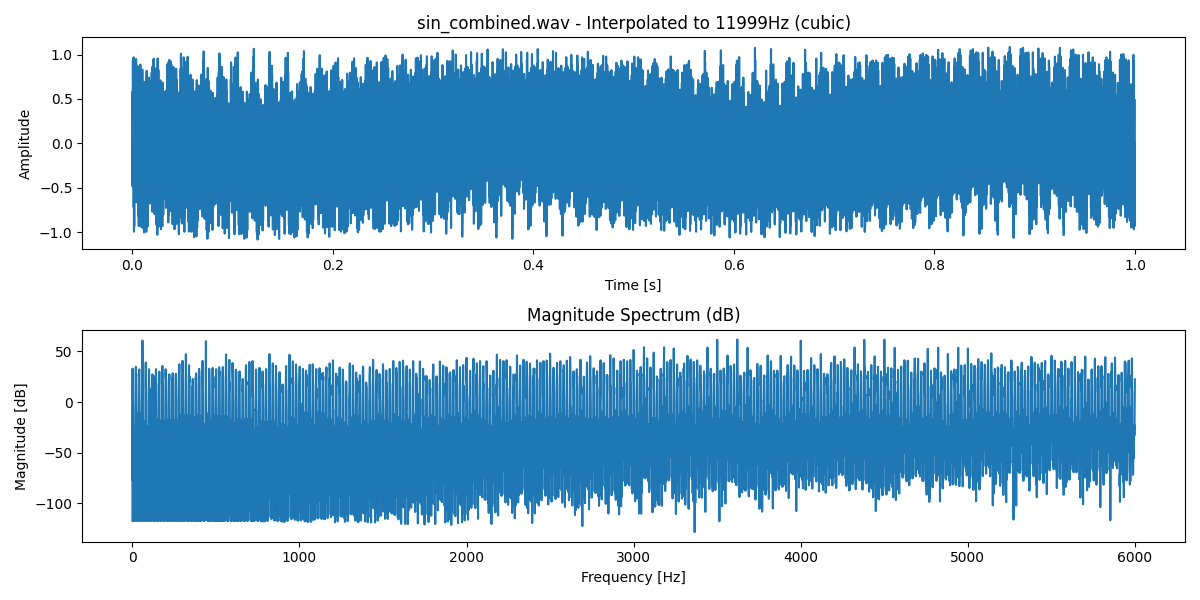 sin_combined.wav - Interpolated to 11999Hz (cubic)
1.0
0.5
0.0
−0.5
−1.0
Amplitude
0.0 0.2 0.4 0.6 0.8 1.0
Time [s]
Magnitude Spectrum (dB)
50
0
−50
−100
Magnitude [dB]
0 1000 2000 3000 4000 5000 6000
Frequency [Hz]